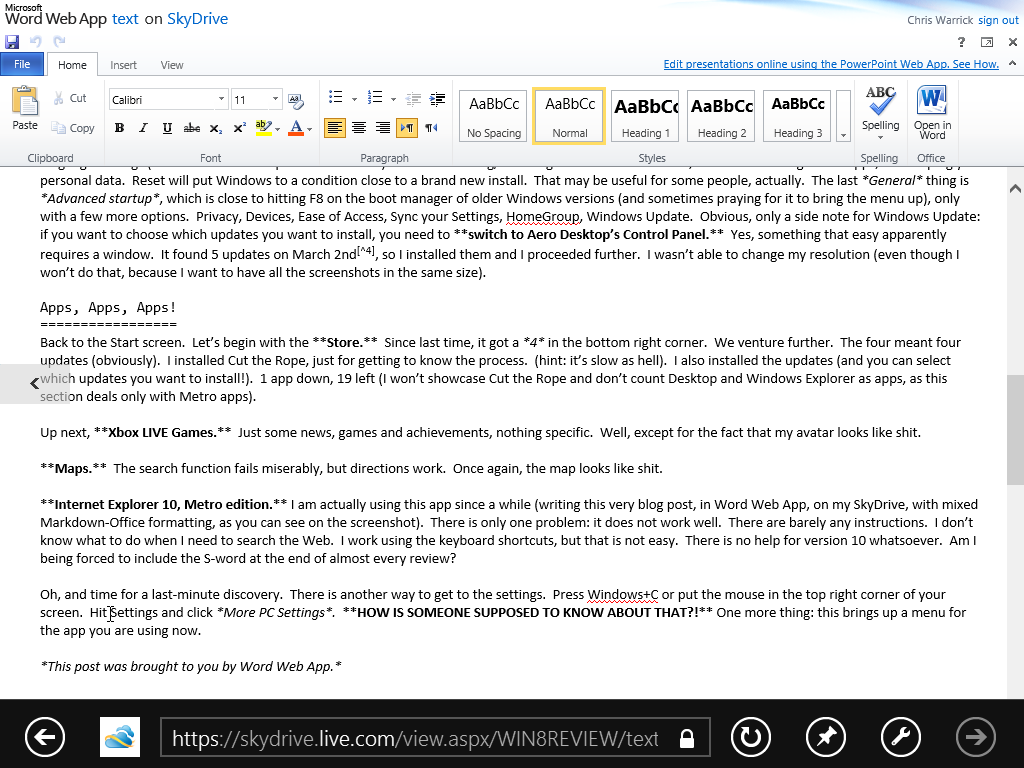 Microsoft
Word Web App text on SkyDrive
Chris Warrick sign out
File Home Insert View
Edit presentations online using the PowerPoint Web App. See How.
Paste
Cut
Copy
Clipboard
Calibri 11
B I U abc x₂ x² ab A
Font
Paragraph
AaBbCc AaBbCc AaBbCc AaBbCc AaBbCc
No Spacing Normal Heading 1 Heading 2 Heading 3
Styles
ABC
Spelling
Spelling
Open in
Word
Office
personal data. Reset will put Windows to a condition close to a brand new install. That may be useful for some people, actually. The last *General* thing is
*Advanced startup*, which is close to hitting F8 on the boot manager of older Windows versions (and sometimes praying for it to bring the menu up), only
with a few more options. Privacy, Devices, Ease of Access, Sync your Settings, HomeGroup, Windows Update. Obvious, only a side note for Windows Update:
if you want to choose which updates you want to install, you need to **switch to Aero Desktop’s Control Panel.** Yes, something that easy apparently
requires a window. It found 5 updates on March 2nd[^4], so I installed them and I proceeded further. I wasn’t able to change my resolution (even though I
won’t do that, because I want to have all the screenshots in the same size).
Apps, Apps, Apps!
=================
Back to the Start screen. Let’s begin with the **Store.** Since last time, it got a *4* in the bottom right corner. We venture further. The four meant four
updates (obviously). I installed Cut the Rope, just for getting to know the process. (hint: it’s slow as hell). I also installed the updates (and you can select
which updates you want to install!). 1 app down, 19 left (I won’t showcase Cut the Rope and don’t count Desktop and Windows Explorer as apps, as this
section deals only with Metro apps).
Up next, **Xbox LIVE Games.** Just some news, games and achievements, nothing specific. Well, except for the fact that my avatar looks like shit.
**Maps.** The search function fails miserably, but directions work. Once again, the map looks like shit.
**Internet Explorer 10, Metro edition.** I am actually using this app since a while (writing this very blog post, in Word Web App, on my SkyDrive, with mixed
Markdown-Office formatting, as you can see on the screenshot). There is only one problem: it does not work well. There are barely any instructions. I don’t
know what to do when I need to search the Web. I work using the keyboard shortcuts, but that is not easy. There is no help for version 10 whatsoever. Am I
being forced to include the S-word at the end of almost every review?
Oh, and time for a last-minute discovery. There is another way to get to the settings. Press Windows+C or put the mouse in the top right corner of your
screen. Hit Settings and click *More PC Settings*. **HOW IS SOMEONE SUPPOSED TO KNOW ABOUT THAT?!** One more thing: this brings up a menu for
the app you are using now.
*This post was brought to you by Word Web App.*
https://skydrive.live.com/view.aspx/WIN8REVIEW/text